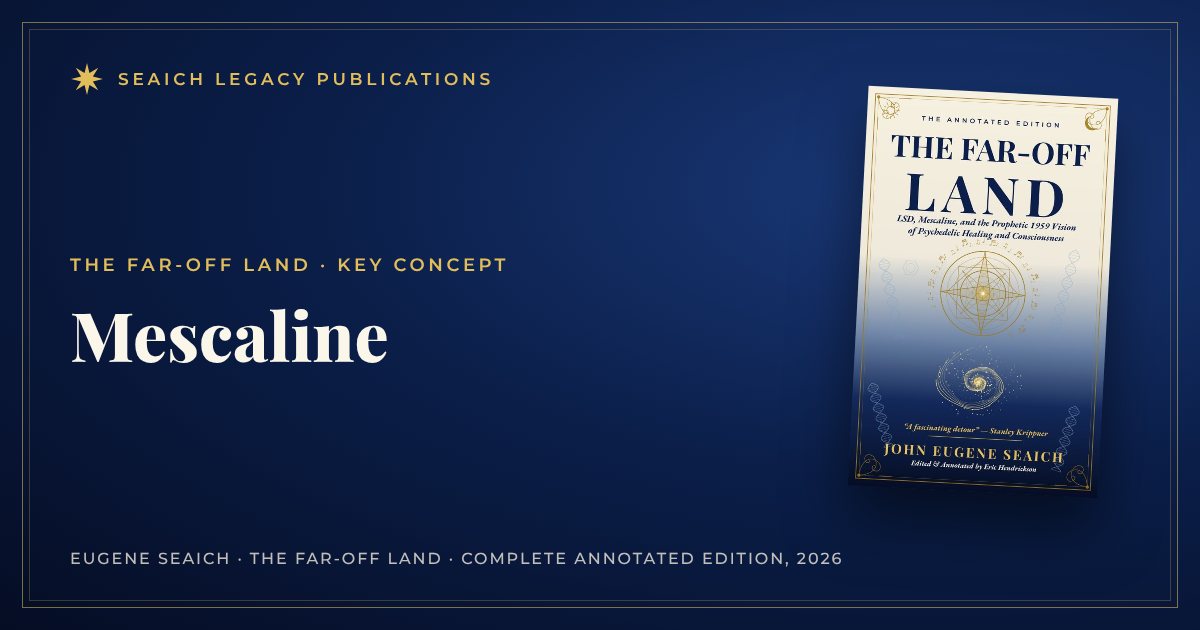 SEAICH LEGACY PUBLICATIONS
THE FAR-OFF LAND · KEY CONCEPT
Mescaline
EUGENE SEAICH · THE FAR-OFF LAND · COMPLETE ANNOTATED EDITION, 2026
THE ANNOTATED EDITION
THE FAR-OFF
LAND
LSD, Mescaline, and the Prophetic 1959 Vision
of Psychedelic Healing and Consciousness
"A fascinating detour" — Stanley Krippner
JOHN EUGENE SEAICH
Edited & Annotated by Eric Hendrickson